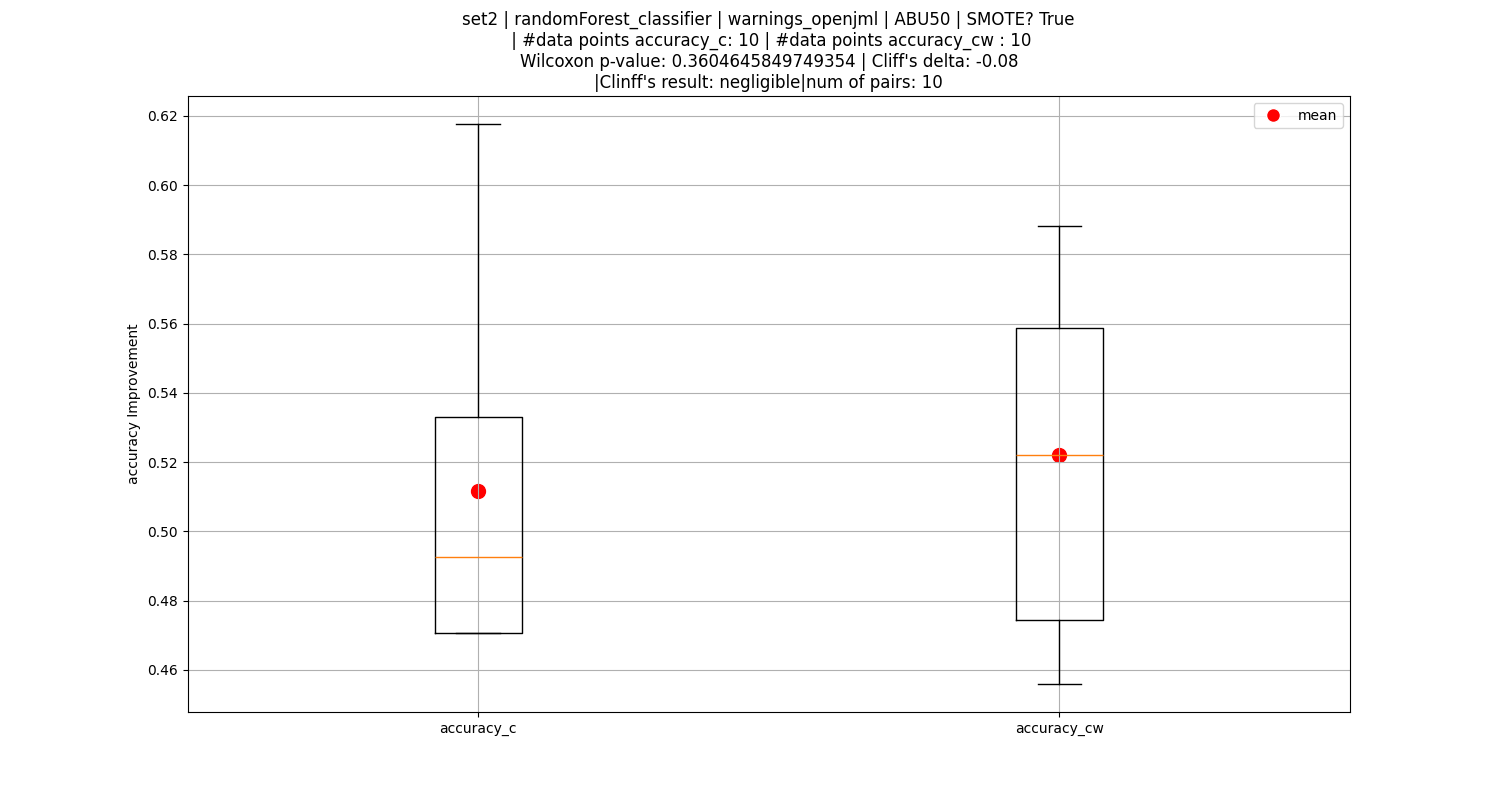 set2 | randomForest_classifier | warnings_openjml | ABU50 | SMOTE? True
| #data points accuracy_c: 10 | #data points accuracy_cw : 10
Wilcoxon p-value: 0.3604645849749354 | Cliff's delta: -0.08
|Clinff's result: negligible|num of pairs: 10
mean
0.62
0.60
0.58
0.56
0.54
0.52
0.50
0.48
0.46
accuracy Improvement
accuracy_c
accuracy_cw